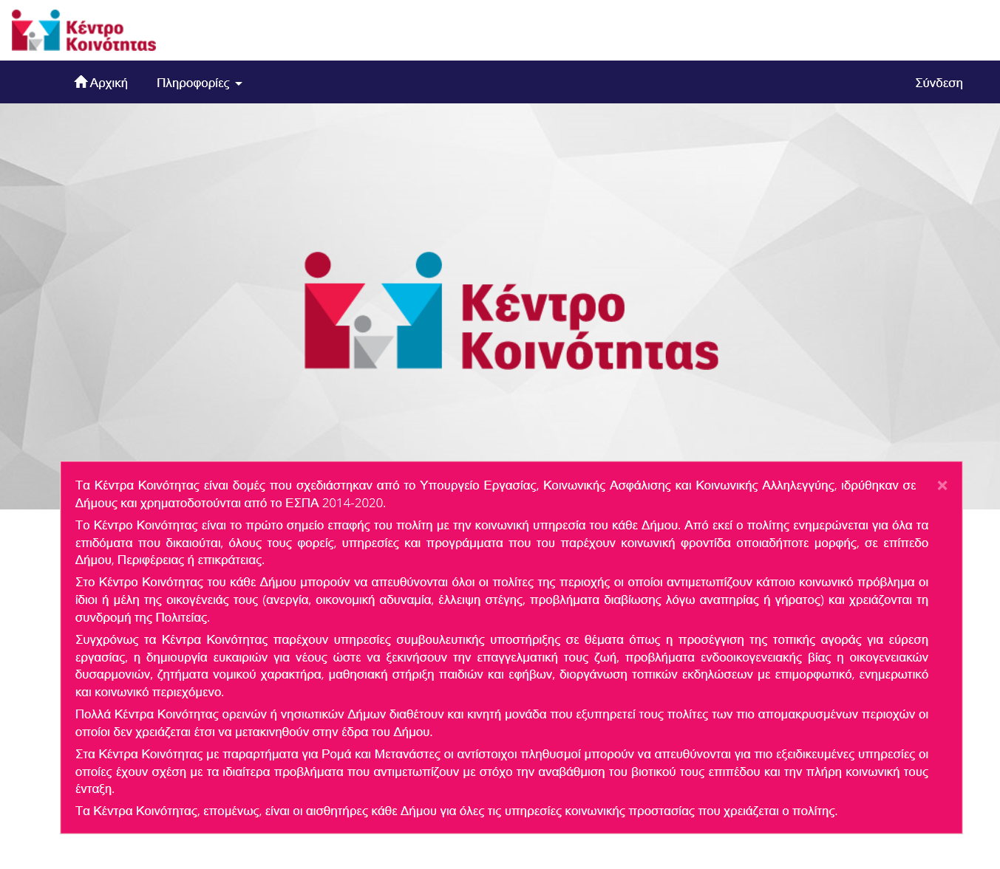 Κέντρο
Κοινότητας
Αρχική
Πληροφορίες
Σύνδεση
Κέντρο
Κοινότητας
Τα Κέντρα Κοινότητας είναι δομές που σχεδιάστηκαν από το Υπουργείο Εργασίας, Κοινωνικής Ασφάλισης και Κοινωνικής Αλληλεγγύης, ιδρύθηκαν σε
Δήμους και χρηματοδοτούνται από το ΕΣΠΑ 2014-2020.
Το Κέντρο Κοινότητας είναι το πρώτο σημείο επαφής του πολίτη με την κοινωνική υπηρεσία του κάθε Δήμου. Από εκεί ο πολίτης ενημερώνεται για όλα τα
επιδόματα που δικαιούται, όλους τους φορείς, υπηρεσίες και προγράμματα που του παρέχουν κοινωνική φροντίδα οποιαδήποτε μορφής, σε επίπεδο
Δήμου, Περιφέρειας ή επικράτειας.
Στο Κέντρο Κοινότητας του κάθε Δήμου μπορούν να απευθύνονται όλοι οι πολίτες της περιοχής οι οποίοι αντιμετωπίζουν κάποιο κοινωνικό πρόβλημα οι
ίδιοι ή μέλη της οικογένειάς τους (ανεργία, οικονομική αδυναμία, έλλειψη στέγης, προβλήματα διαβίωσης λόγω αναπηρίας ή γήρατος) και χρειάζονται τη
συνδρομή της Πολιτείας.
Συγχρόνως τα Κέντρα Κοινότητας παρέχουν υπηρεσίες συμβουλευτικής υποστήριξης σε θέματα όπως η προσέγγιση της τοπικής αγοράς για εύρεση
εργασίας, η δημιουργία ευκαιριών για νέους ώστε να ξεκινήσουν την επαγγελματική τους ζωή, προβλήματα ενδοοικογενειακής βίας η οικογενειακών
δυσαρμονιών, ζητήματα νομικού χαρακτήρα, μαθησιακή στήριξη παιδιών και εφήβων, διοργάνωση τοπικών εκδηλώσεων με επιμορφωτικό, ενημερωτικό
και κοινωνικό περιεχόμενο.
Πολλά Κέντρα Κοινότητας ορεινών ή νησιωτικών Δήμων διαθέτουν και κινητή μονάδα που εξυπηρετεί τους πολίτες των πιο απομακρυσμένων περιοχών οι
οποίοι δεν χρειάζεται έτσι να μετακινηθούν στην έδρα του Δήμου.
Στα Κέντρα Κοινότητας με παραρτήματα για Ρομά και Μετανάστες οι αντίστοιχοι πληθυσμοί μπορούν να απευθύνονται για πιο εξειδικευμένες υπηρεσίες οι
οποίες έχουν σχέση με τα ιδιαίτερα προβλήματα που αντιμετωπίζουν με στόχο την αναβάθμιση του βιοτικού τους επιπέδου και την πλήρη κοινωνική τους
ένταξη.
Τα Κέντρα Κοινότητας, επομένως, είναι οι αισθητήρες κάθε Δήμου για όλες τις υπηρεσίες κοινωνικής προστασίας που χρειάζεται ο πολίτης.